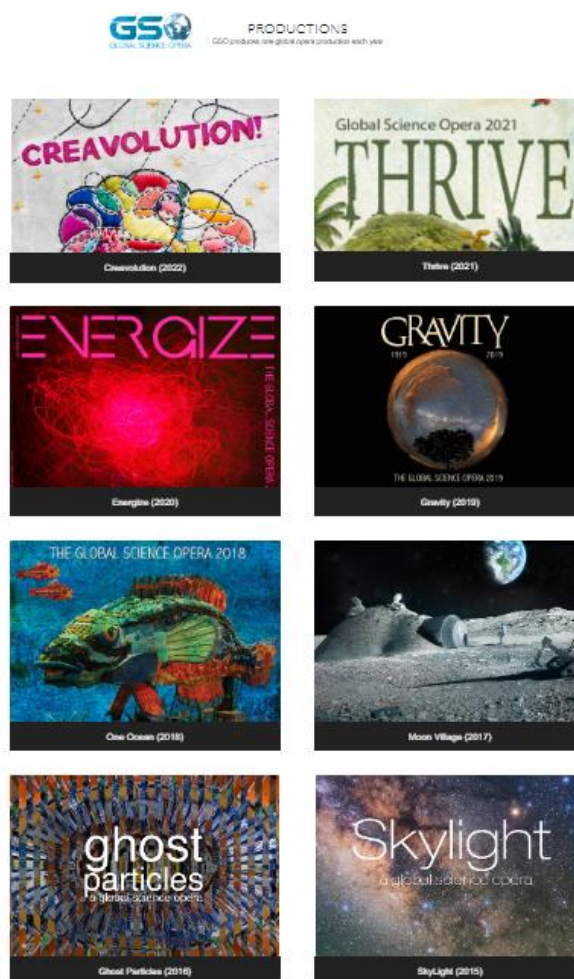 GSO
GLOBAL SCIENCE OPERA
PRODUCTIONS
GSO produces one global opera production each year
CREAVOLUTION!
Creavolution (2022)
Global Science Opera 2021
THRIVE
Thrive (2021)
ENERGIZE
THE GLOBAL SCIENCE OPERA
Energize (2020)
GRAVITY
1919 2019
THE GLOBAL SCIENCE OPERA 2019
Gravity (2019)
THE GLOBAL SCIENCE OPERA 2018
One Ocean (2018)
Moon Village (2017)
ghost
particles
a global science opera
Ghost Particles (2016)
Skylight
a global science opera
SkyLight (2015)